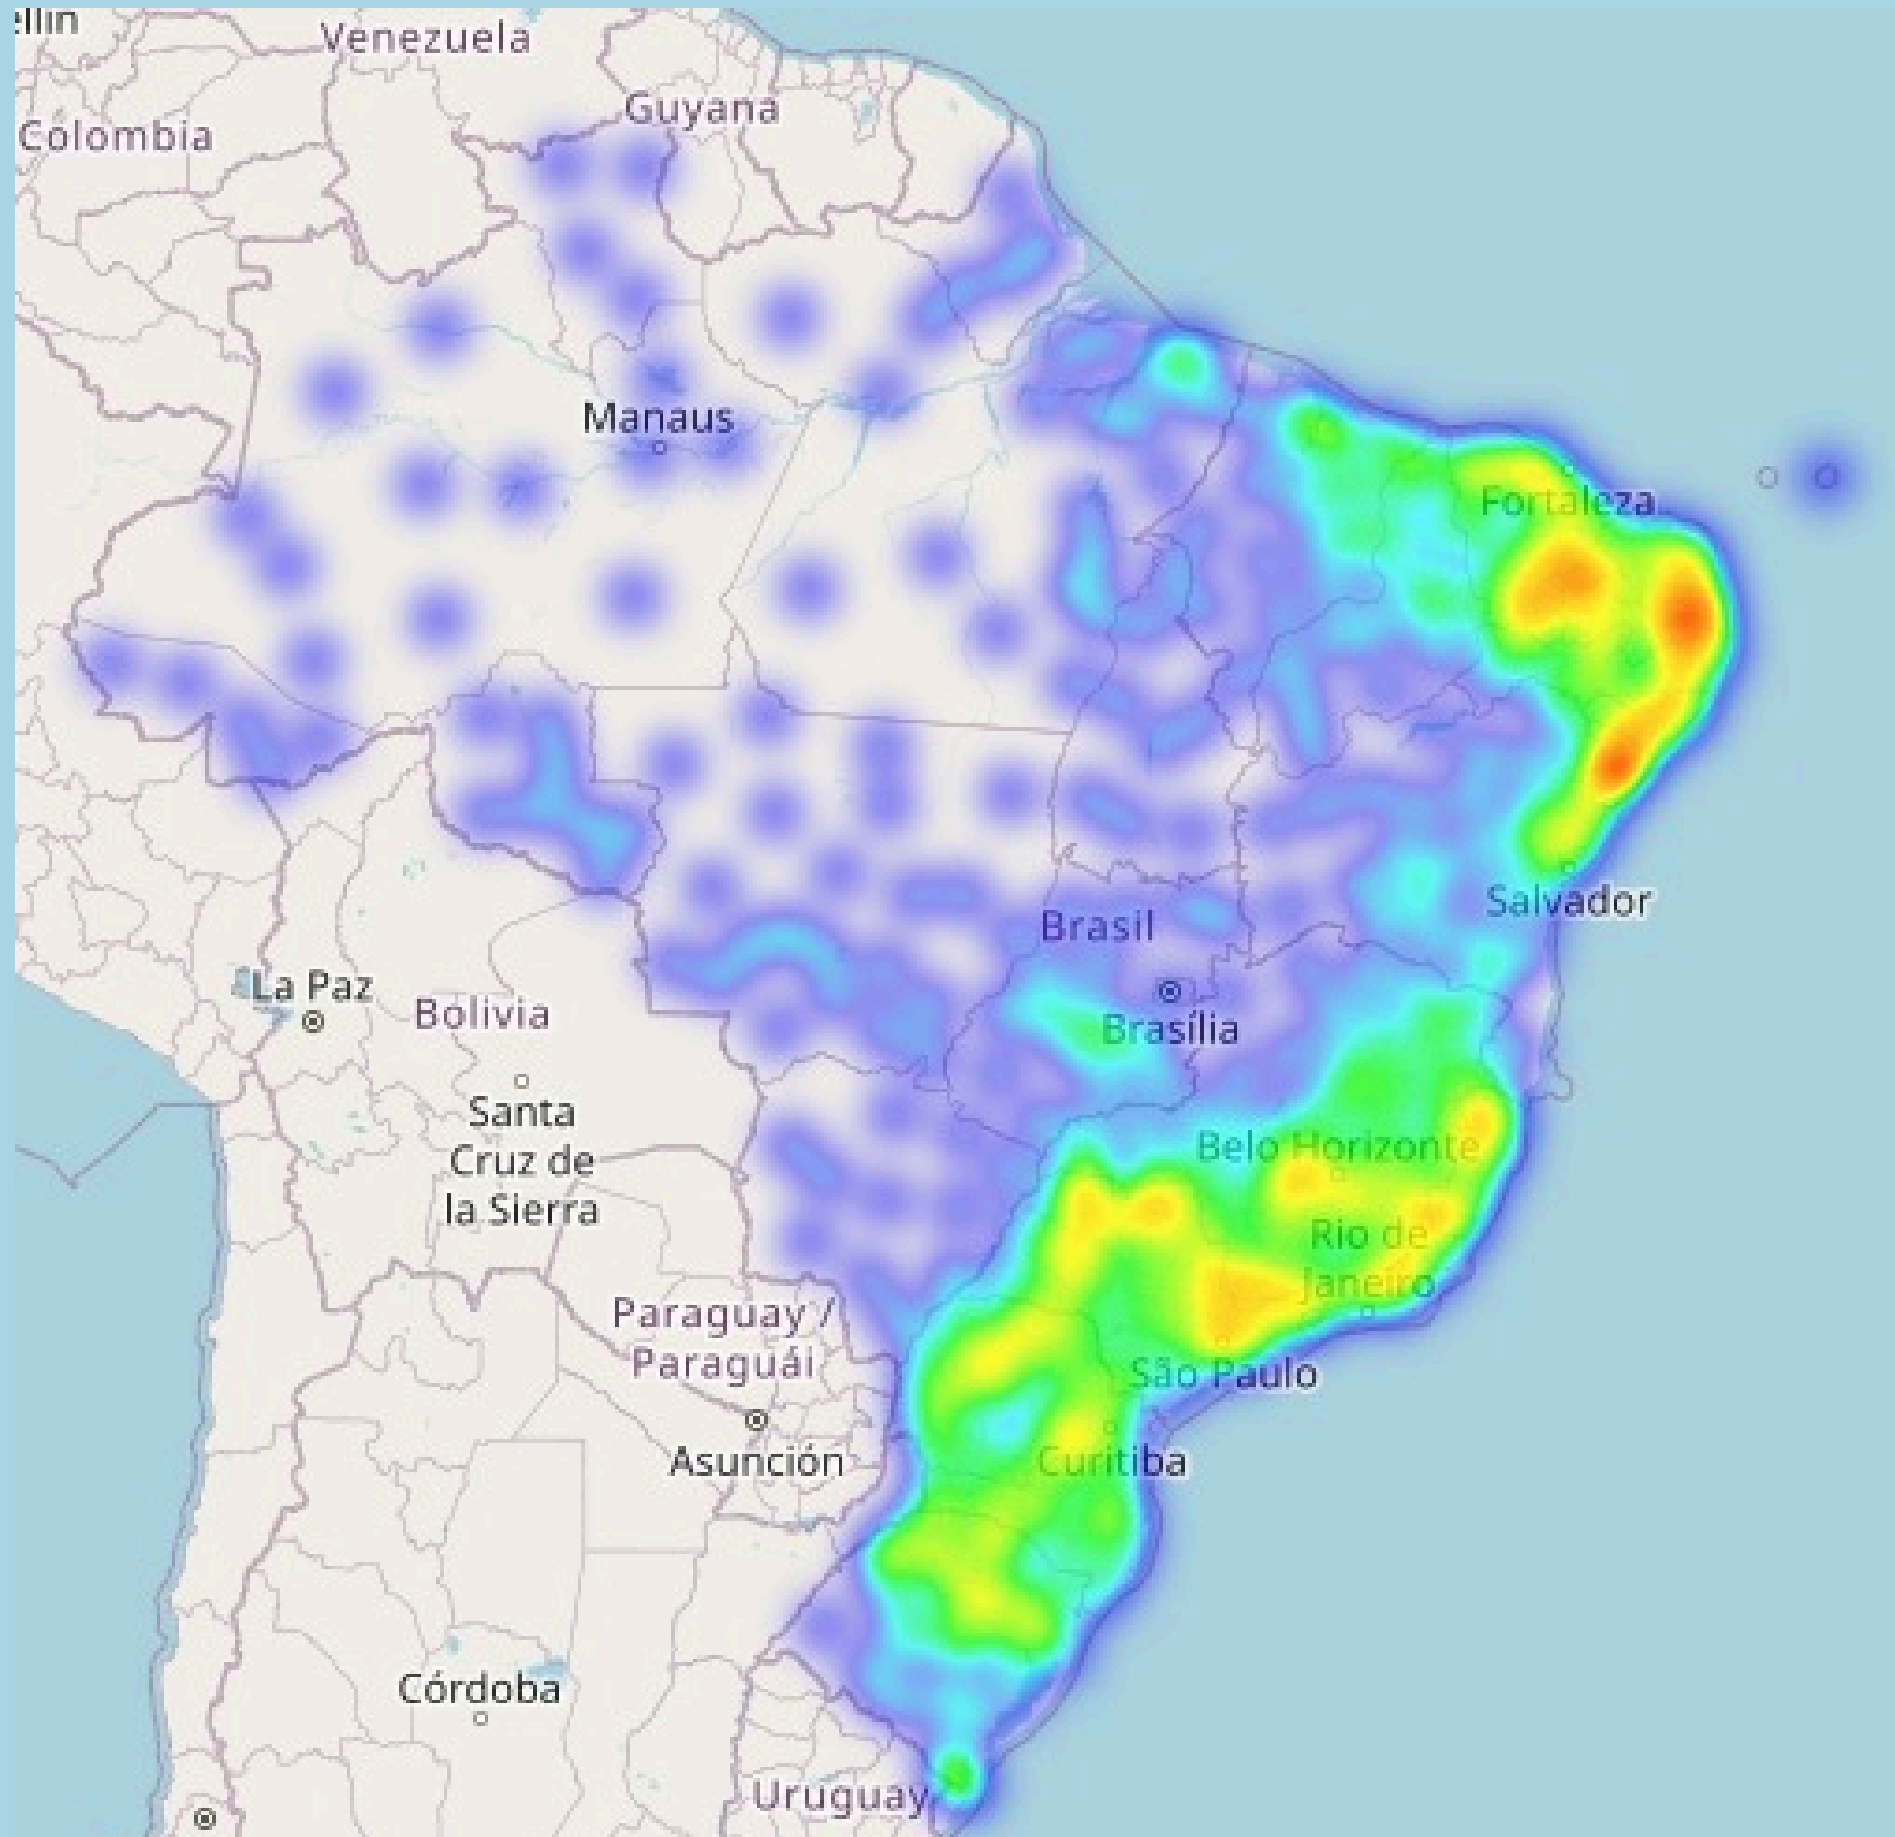 ellin
Venezuela
Guyana
Colombia
Manaus
Fortaleza
Salvador
Brasil
La Paz
Bolivia
Brasília
Santa
Cruz de
la Sierra
Belo Horizonte
Rio de
Janeiro
Paraguay /
Paraguái
São Paulo
Asunción
Curitiba
Córdoba
Uruguay